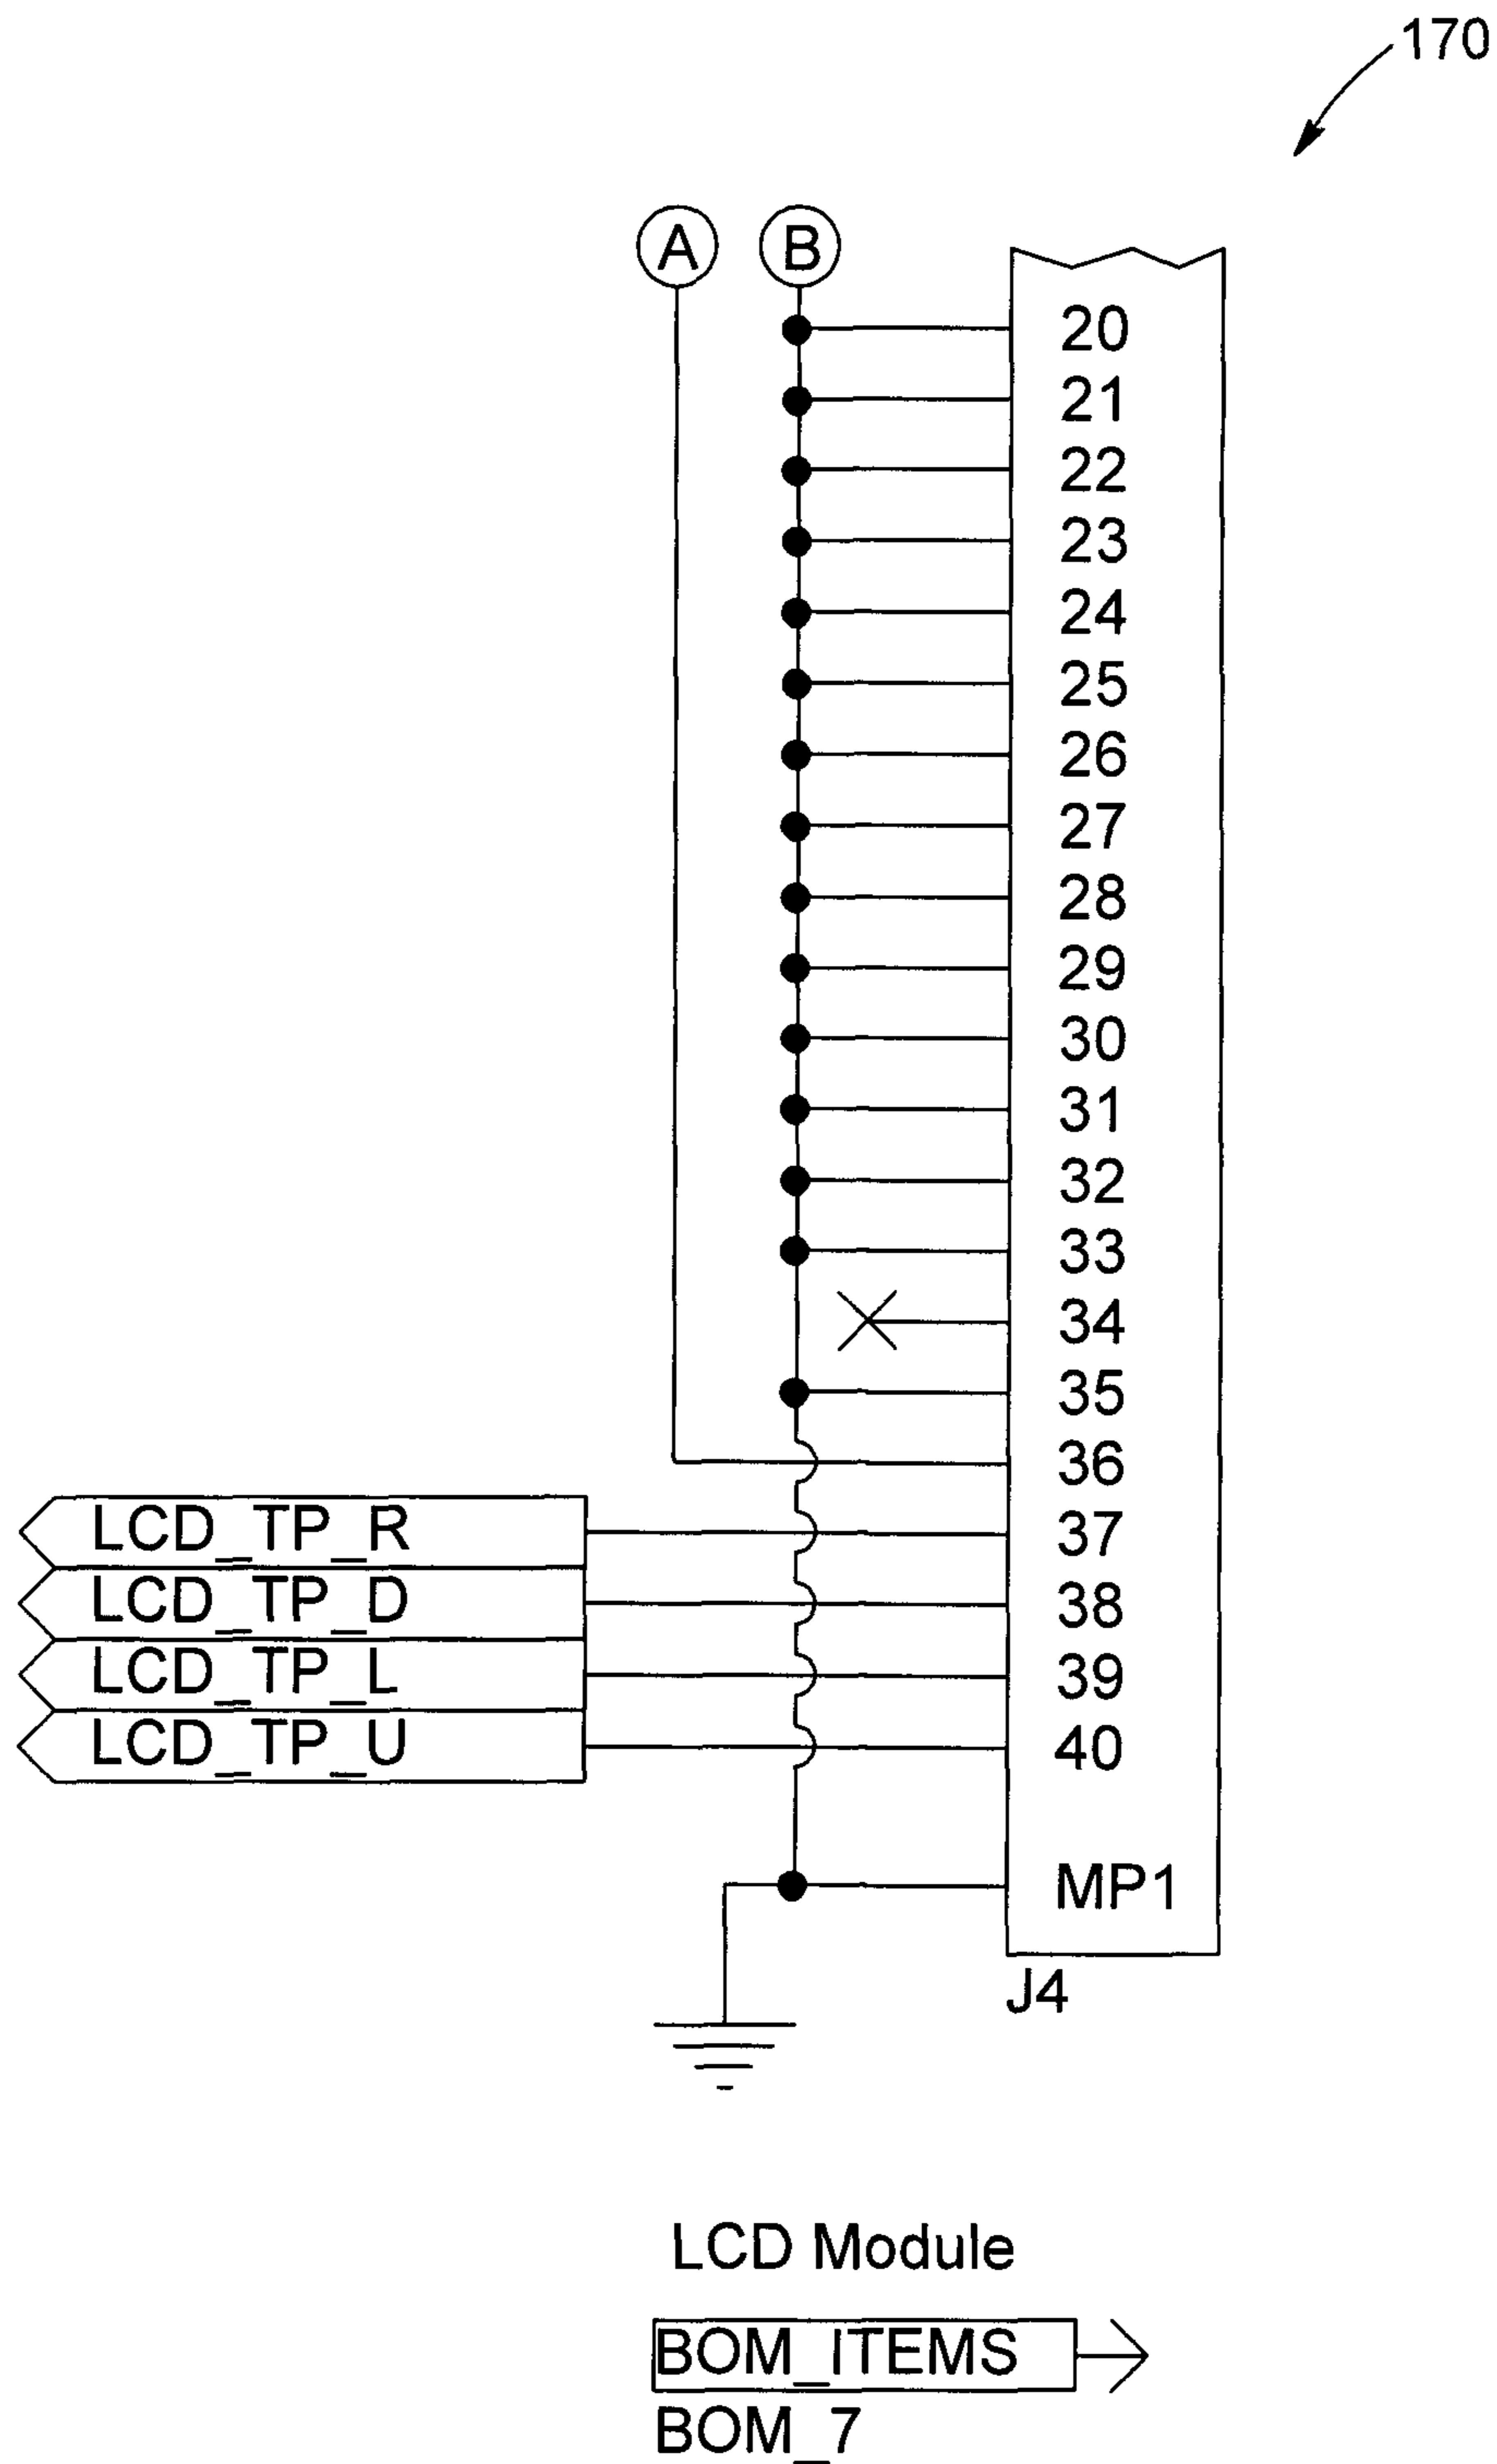 170
A B
20
21
22
23
24
25
26
27
28
29
30
31
32
33
34
35
36
LCD_TP_R 37
LCD_TP_D 38
LCD_TP_L 39
LCD_TP_U 40
MP1
J4
LCD Module
BOM_ITEMS
BOM_7